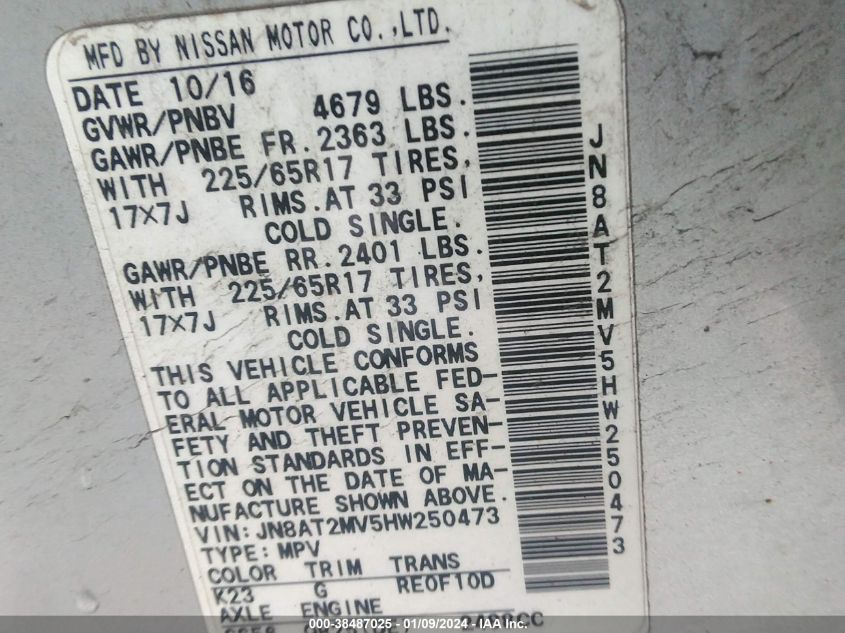 MFD BY NISSAN MOTOR CO.,LTD.
DATE 10/16
GVWR/PNBV 4679 LBS.
GAWR/PNBE FR. 2363 LBS.
WITH 225/65R17 TIRES,
17X7J RIMS.AT 33 PSI
COLD SINGLE.
GAWR/PNBE RR. 2401 LBS.
WITH 225/65R17 TIRES,
17X7J RIMS.AT 33 PSI
COLD SINGLE.
THIS VEHICLE CONFORMS
TO ALL APPLICABLE FED-
ERAL MOTOR VEHICLE SA-
FETY AND THEFT PREVEN-
TION STANDARDS IN EFF-
ECT ON THE DATE OF MA-
NUFACTURE SHOWN ABOVE.
VIN: JN8AT2MV5HW250473
TYPE: MPV
COLOR TRIM TRANS
K23 G RE0F10D
AXLE ENGINE
JN8AT2MV5HW250473
000-38487025 - 01/09/2024 - IAA, Inc.